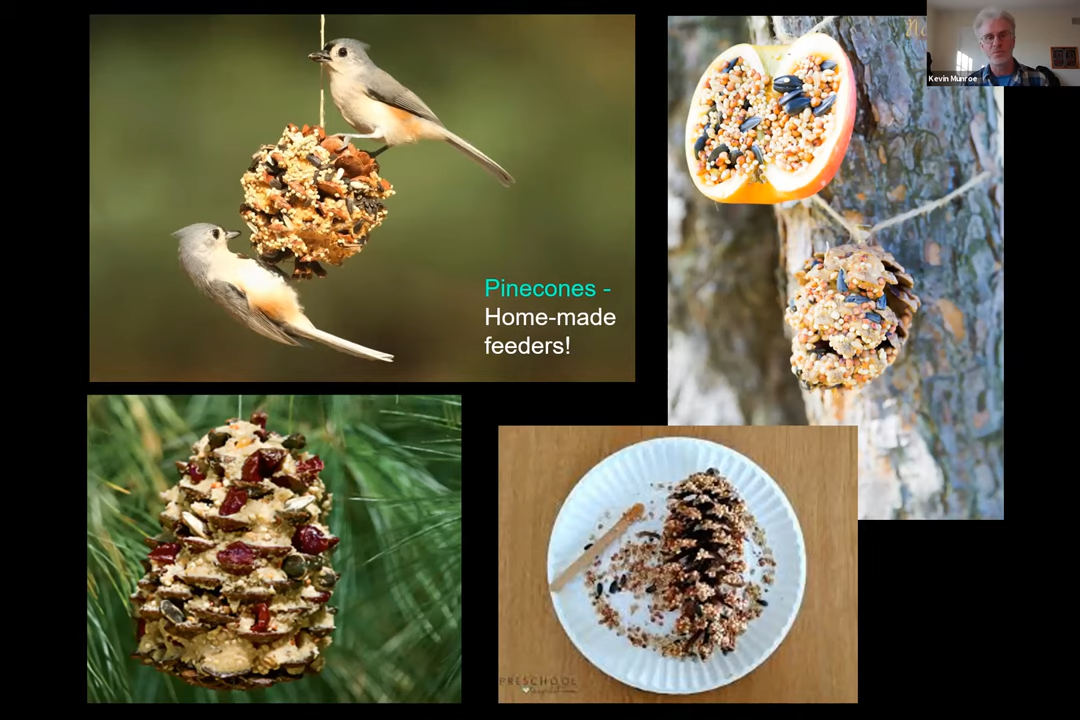 Pinecones -
Home-made
feeders!
Kevin Munroe
PRESCHOOL